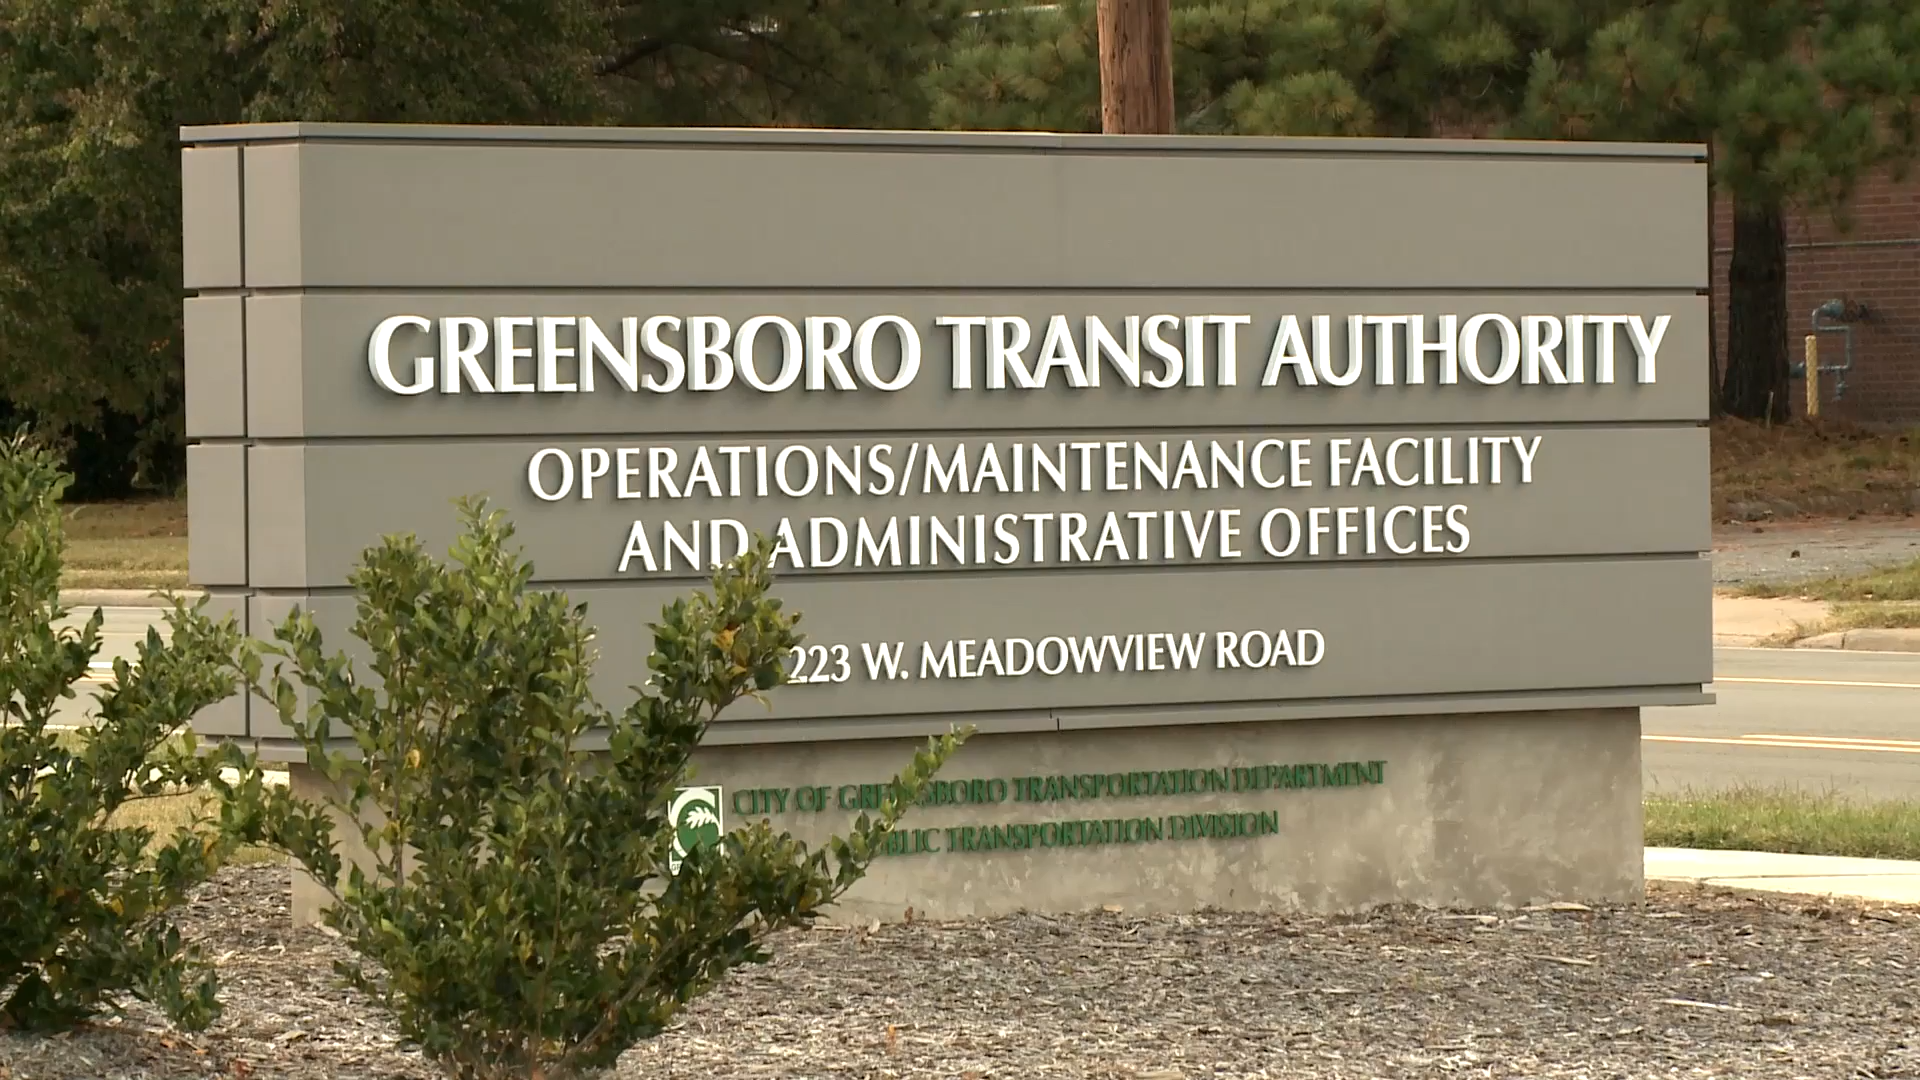 GREENSBORO TRANSIT AUTHORITY
OPERATIONS/MAINTENANCE FACILITY
AND ADMINISTRATIVE OFFICES
223 W. MEADOWVIEW ROAD
CITY OF GREENSBORO TRANSPORTATION DEPARTMENT
TRANSPORTATION DIVISION